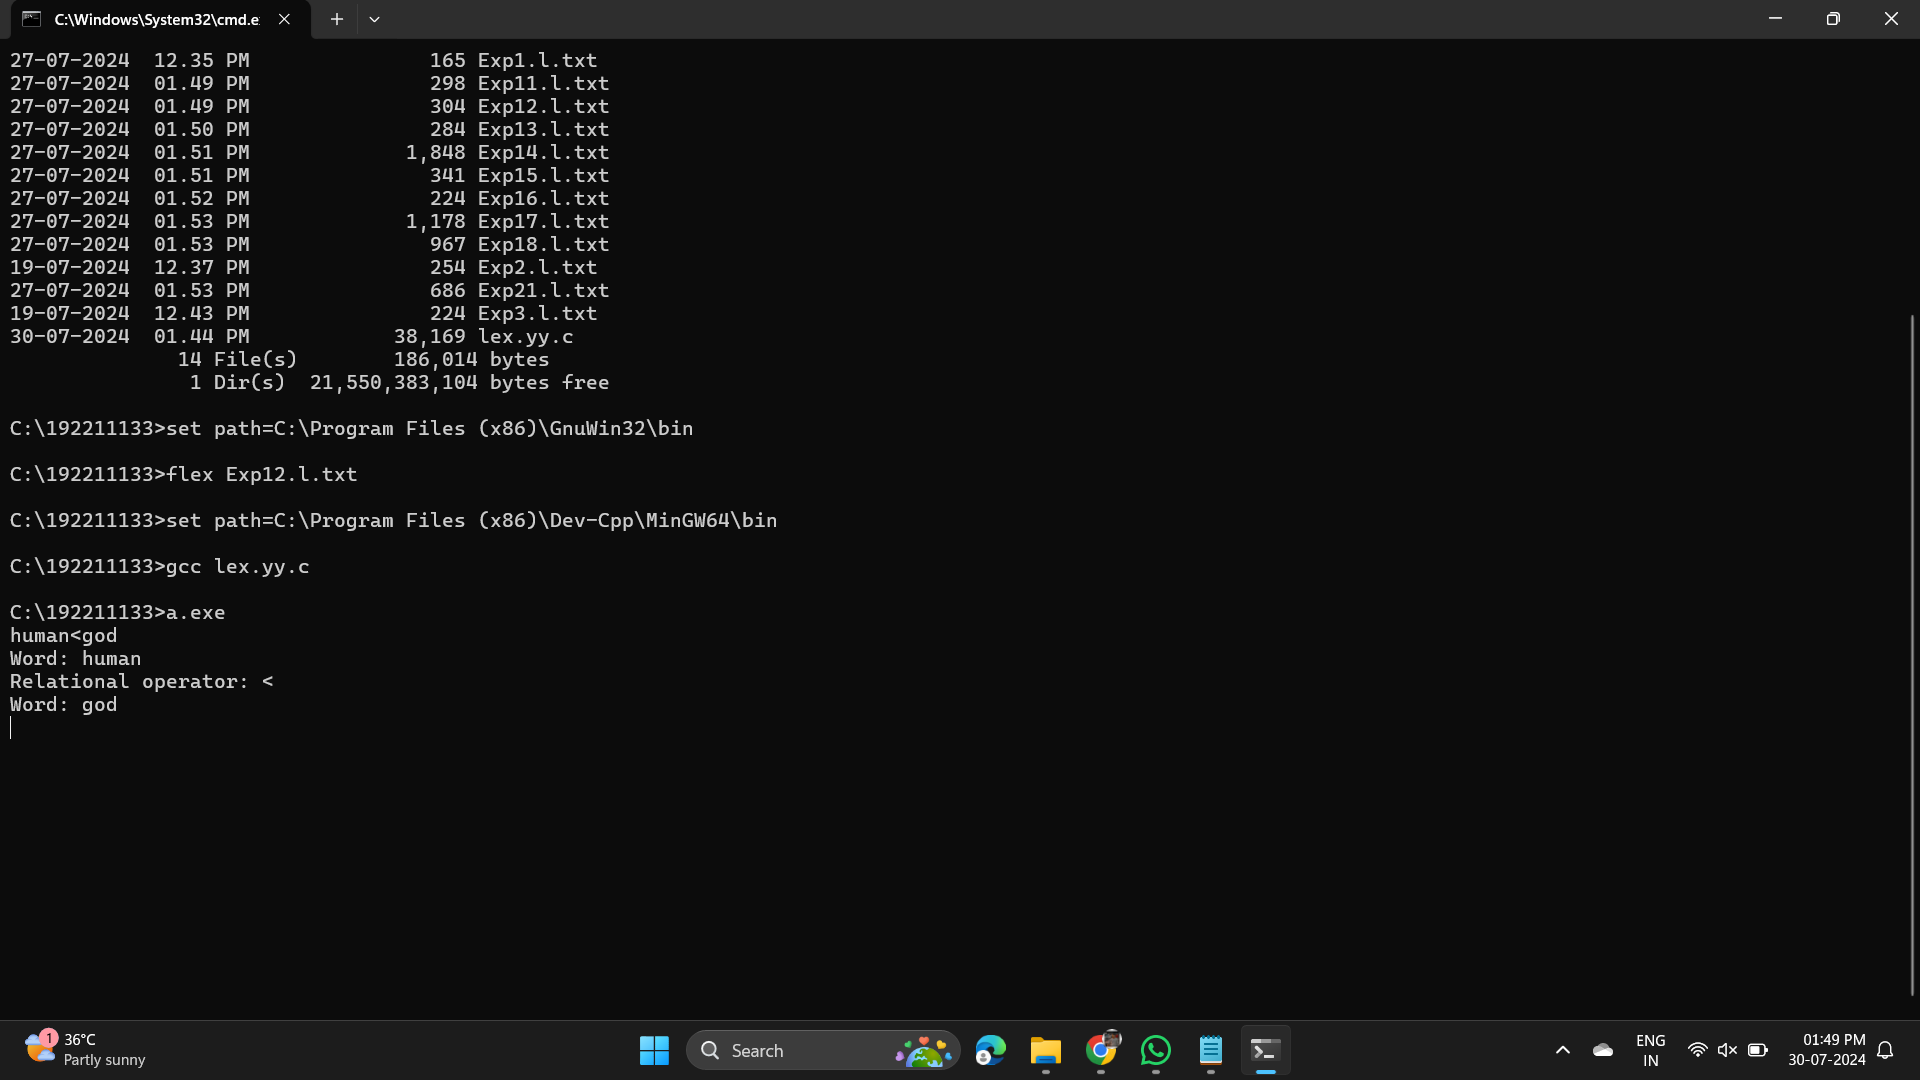 C:\Windows\System32\cmd.e
27-07-2024  12.35 PM               165 Exp1.l.txt
27-07-2024  01.49 PM               298 Exp11.l.txt
27-07-2024  01.49 PM               304 Exp12.l.txt
27-07-2024  01.50 PM               284 Exp13.l.txt
27-07-2024  01.51 PM             1,848 Exp14.l.txt
27-07-2024  01.51 PM               341 Exp15.l.txt
27-07-2024  01.52 PM               224 Exp16.l.txt
27-07-2024  01.53 PM             1,178 Exp17.l.txt
27-07-2024  01.53 PM               967 Exp18.l.txt
19-07-2024  12.37 PM               254 Exp2.l.txt
27-07-2024  01.53 PM               686 Exp21.l.txt
19-07-2024  12.43 PM               224 Exp3.l.txt
30-07-2024  01.44 PM            38,169 lex.yy.c
              14 File(s)        186,014 bytes
               1 Dir(s)  21,550,383,104 bytes free
C:\192211133>set path=C:\Program Files (x86)\GnuWin32\bin
C:\192211133>flex Exp12.l.txt
C:\192211133>set path=C:\Program Files (x86)\Dev-Cpp\MinGW64\bin
C:\192211133>gcc lex.yy.c
C:\192211133>a.exe
human<god
Word: human
Relational operator: <
Word: god
1
36°C
Partly sunny
Search
ENG
IN
01:49 PM
30-07-2024